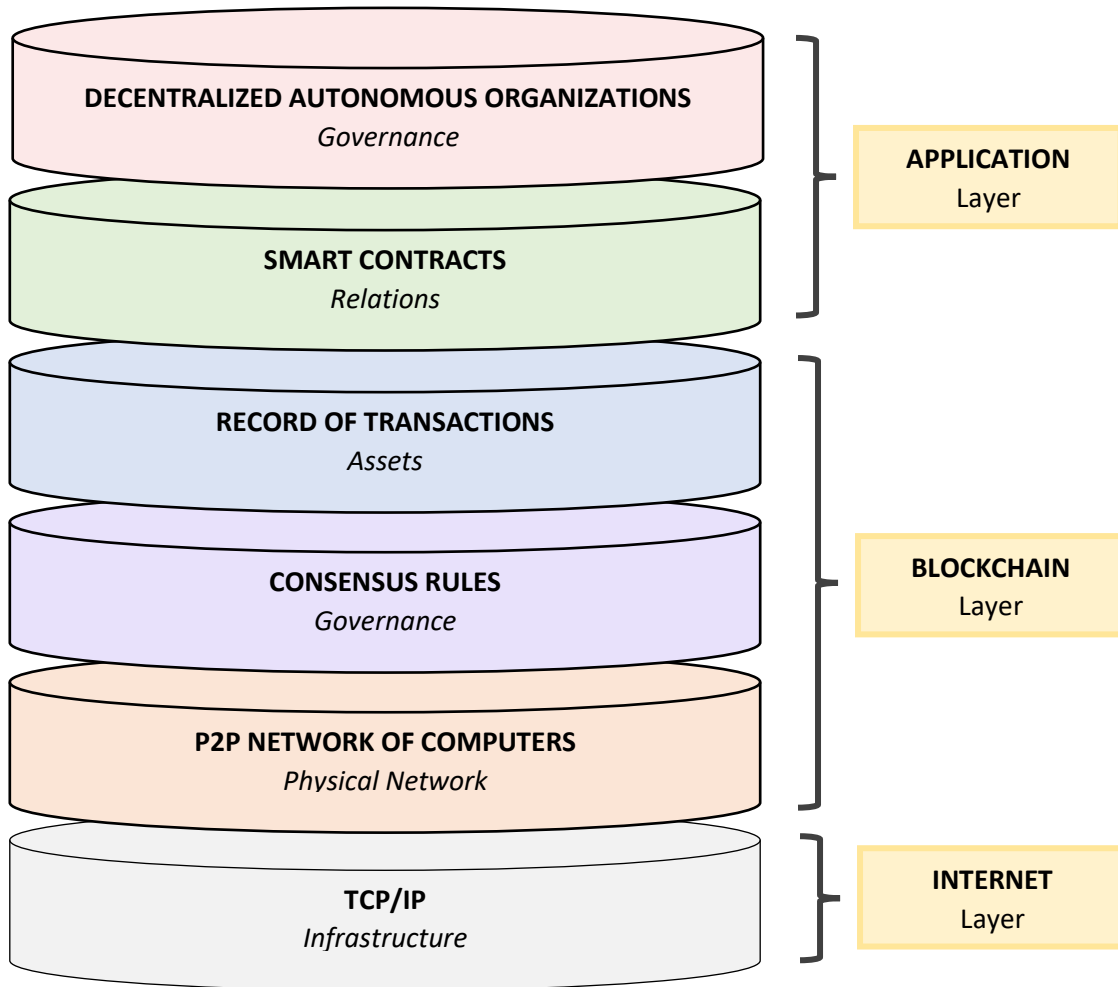 DECENTRALIZED AUTONOMOUS ORGANIZATIONS
Governance
APPLICATION
Layer
SMART CONTRACTS
Relations
RECORD OF TRANSACTIONS
Assets
CONSENSUS RULES
Governance
BLOCKCHAIN
Layer
P2P NETWORK OF COMPUTERS
Physical Network
TCP/IP
Infrastructure
INTERNET
Layer